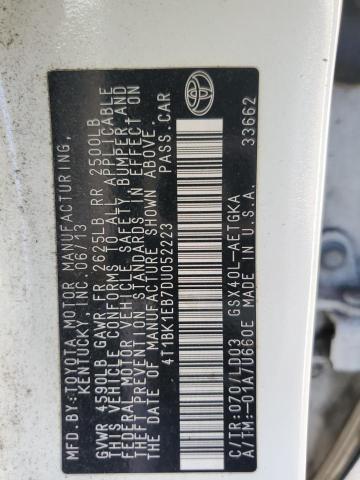 MFD.BY: TOYOTA MOTOR MANUFACTURING,
KENTUCKY, INC. 06/13
GVWR 4590LB GAWR FR 2625LB RR 2500LB
THIS VEHICLE CONFORMS TO ALL APPLICABLE
FEDERAL MOTOR VEHICLE SAFETY BUMPER, AND
THEFT PREVENTION STANDARDS IN EFFECT ON
THE DATE OF MANUFACTURE SHOWN ABOVE.
4T1BK1EB7DU052223 PASS.CAR
C/TR:070/LD03 GSX40L-AETGKA
A/TM:-01A/U660E MADE IN U.S.A.
33662